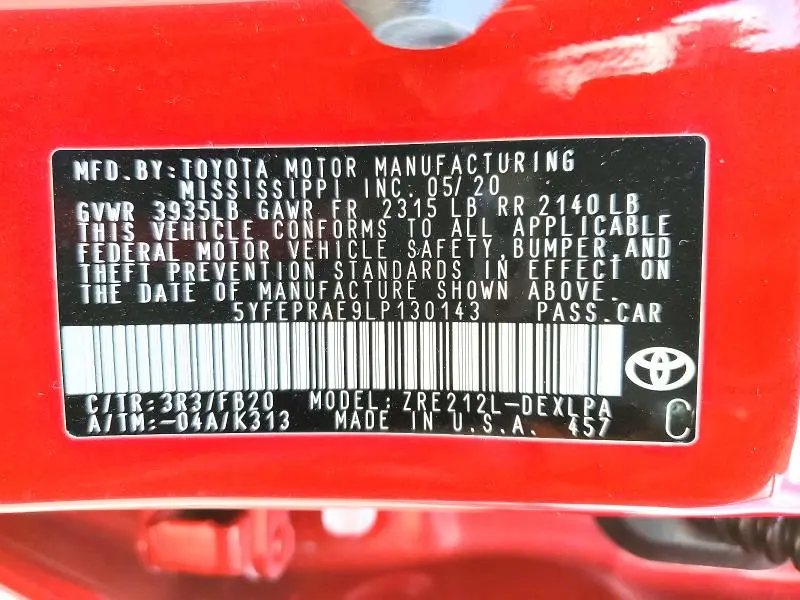 MFD.BY:TOYOTA MOTOR MANUFACTURING
MISSISSIPPI INC. 05/20
GVWR 3935LB GAWR FR 2315 LB RR 2140 LB
THIS VEHICLE CONFORMS TO ALL APPLICABLE
FEDERAL MOTOR VEHICLE SAFETY,BUMPER,AND
THEFT PREVENTION STANDARDS IN EFFECT ON
THE DATE OF MANUFACTURE SHOWN ABOVE.
5YFEPRAE9LP130143 PASS.CAR
C/TR:3R3/FB20 MODEL: ZRE212L-DEXLPA
A/TM:-04A/K313 MADE IN U.S.A. 457 C